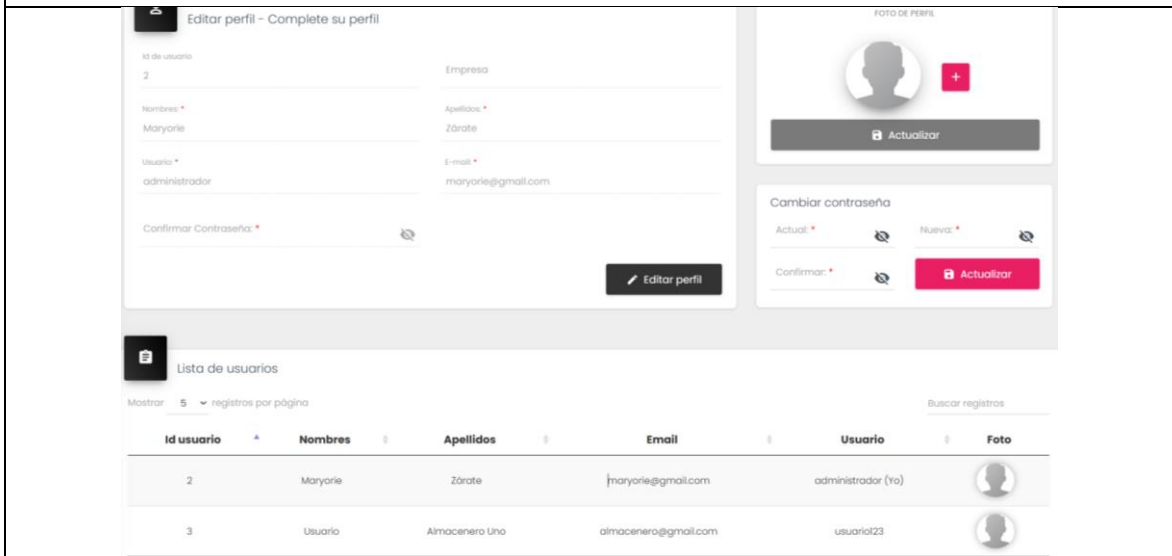 Editar perfil - Complete su perfil
Id de usuario
2
Empresa
Nombres: *
Maryorie
Apellidos: *
Zárate
Usuario *
administrador
E-mail: *
maryorie@gmail.com
Confirmar Contraseña: *
Editar perfil
FOTO DE PERFIL
+
Actualizar
Cambiar contraseña
Actual: *
Nueva: *
Confirmar: *
Actualizar
Lista de usuarios
Mostrar 5 registros por página
Buscar registros
Id usuario Nombres Apellidos Email Usuario Foto
2 Maryorie Zárate maryorie@gmail.com administrador (Yo)
3 Usuario Almacenero Uno almacenero@gmail.com usuario123